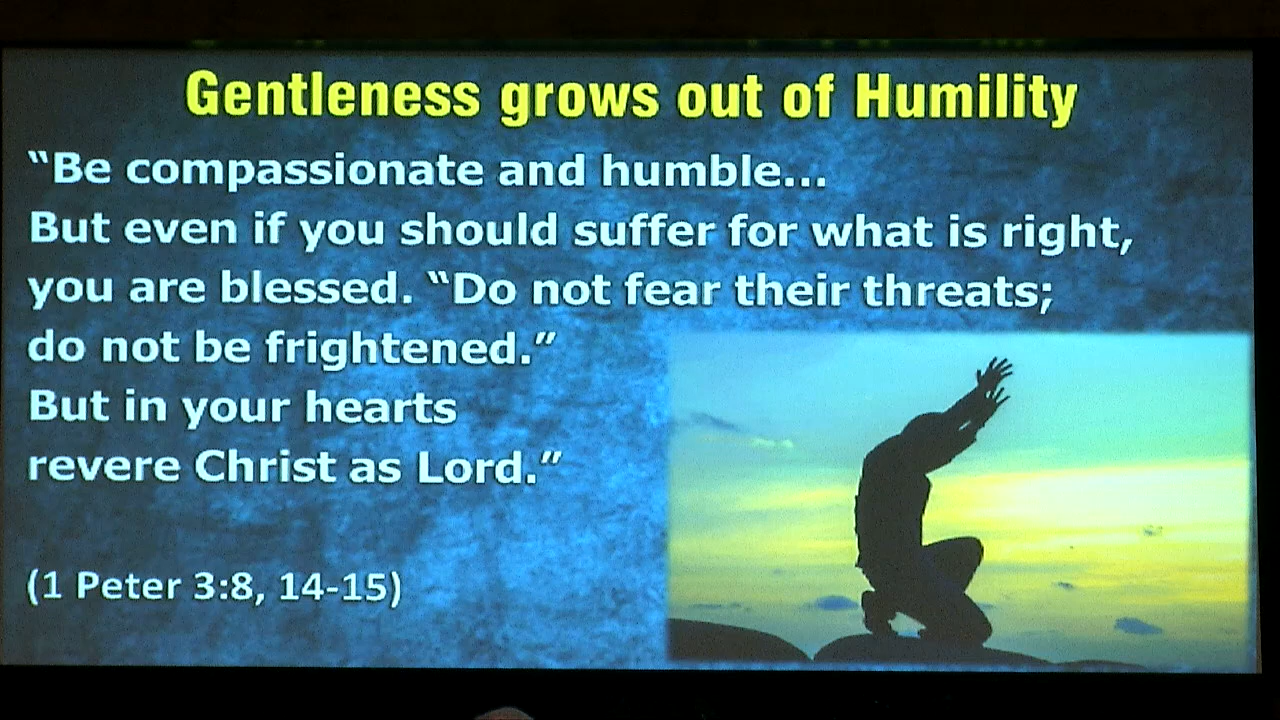 Gentleness grows out of Humility
“Be compassionate and humble...
But even if you should suffer for what is right,
you are blessed. “Do not fear their threats;
do not be frightened.”
But in your hearts
revere Christ as Lord.”
(1 Peter 3:8, 14-15)